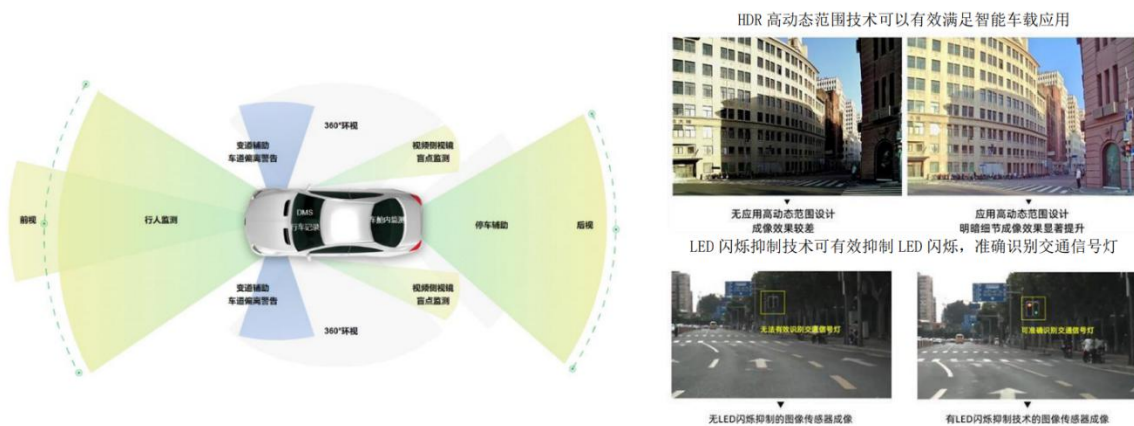 360°环视
变道辅助
车道偏离警告
视频侧视镜
盲点监测
前视
行人监测
DMS
行车记录
车舱内监测
停车辅助
后视
变道辅助
车道偏离警告
视频侧视镜
盲点监测
360°环视
HDR 高动态范围技术可以有效满足智能车载应用
无应用高动态范围设计
成像效果较差
应用高动态范围设计
明暗细节成像效果显著提升
LED 闪烁抑制技术可有效抑制 LED 闪烁，准确识别交通信号灯
无法有效识别交通信号灯
可准确识别交通信号灯
无LED闪烁抑制的图像传感器成像
有LED闪烁抑制技术的图像传感器成像